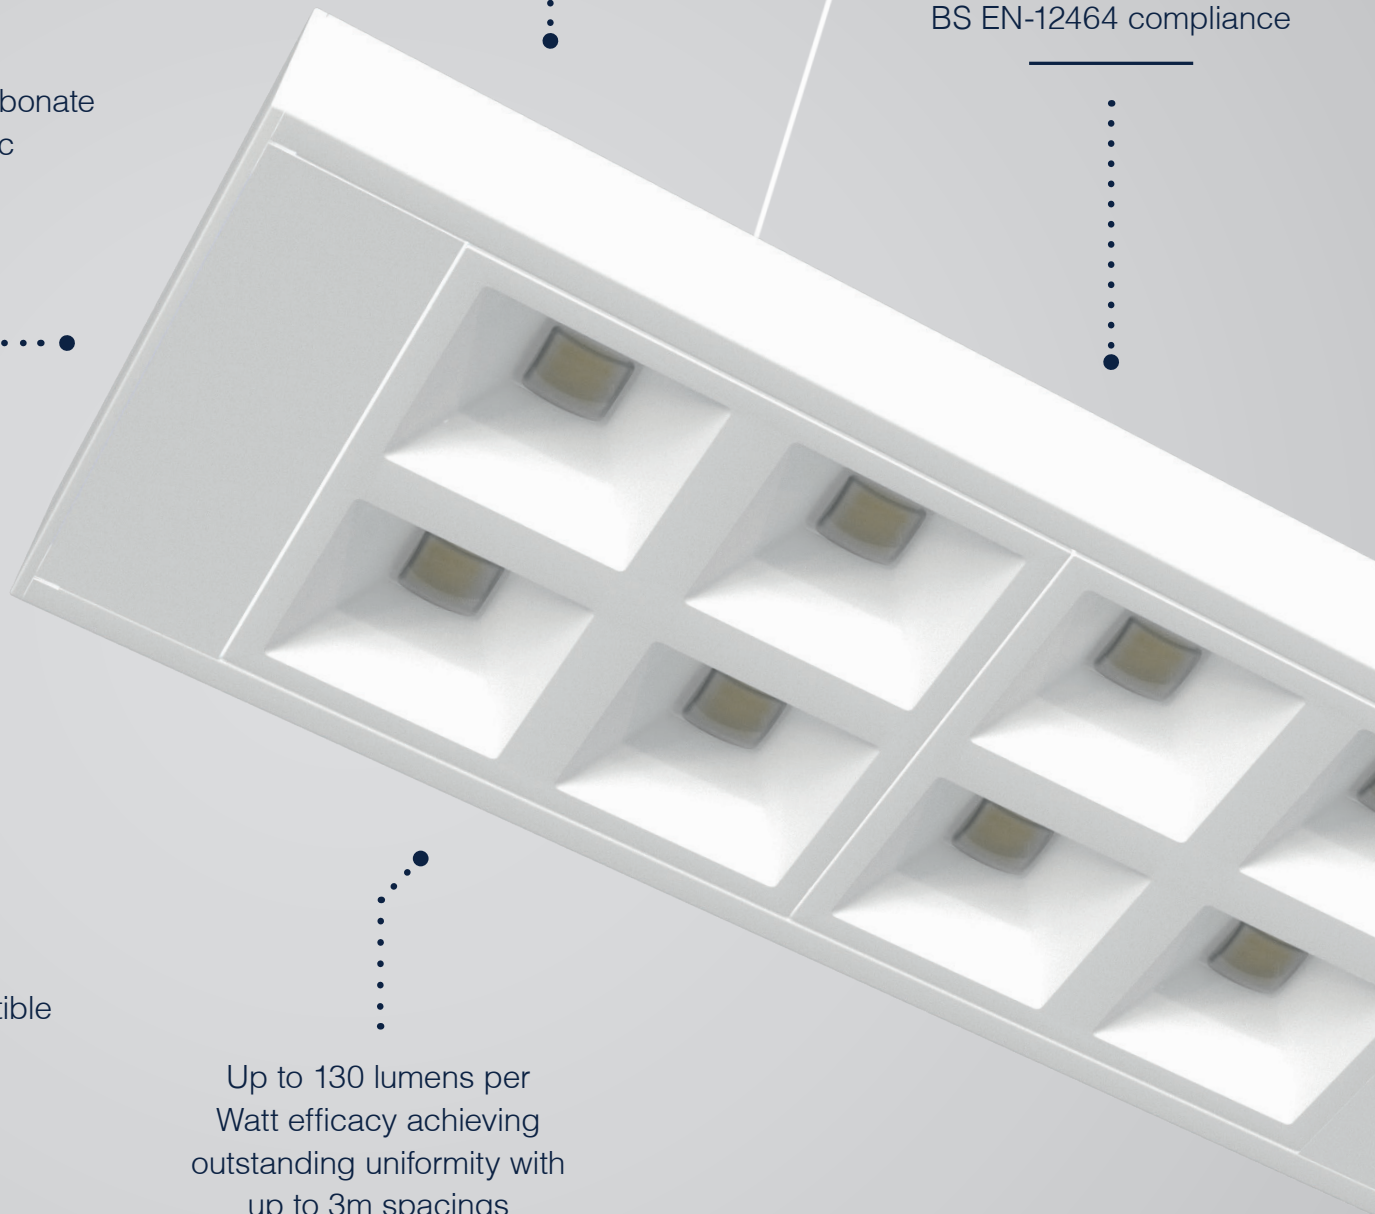 BS EN-12464 compliance
bonate
c
tible
Up to 130 lumens per
Watt efficacy achieving
outstanding uniformity with
up to 3m spacings